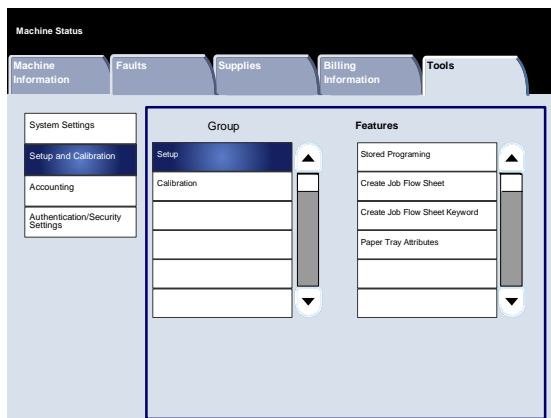 Machine Status
Machine
Information
Faults
Supplies
Billing
Information
Tools
System Settings
Setup and Calibration
Accounting
Authentication/Security
Settings
Group
Setup
Calibration
Features
Stored Programing
Create Job Flow Sheet
Create Job Flow Sheet Keyword
Paper Tray Attributes